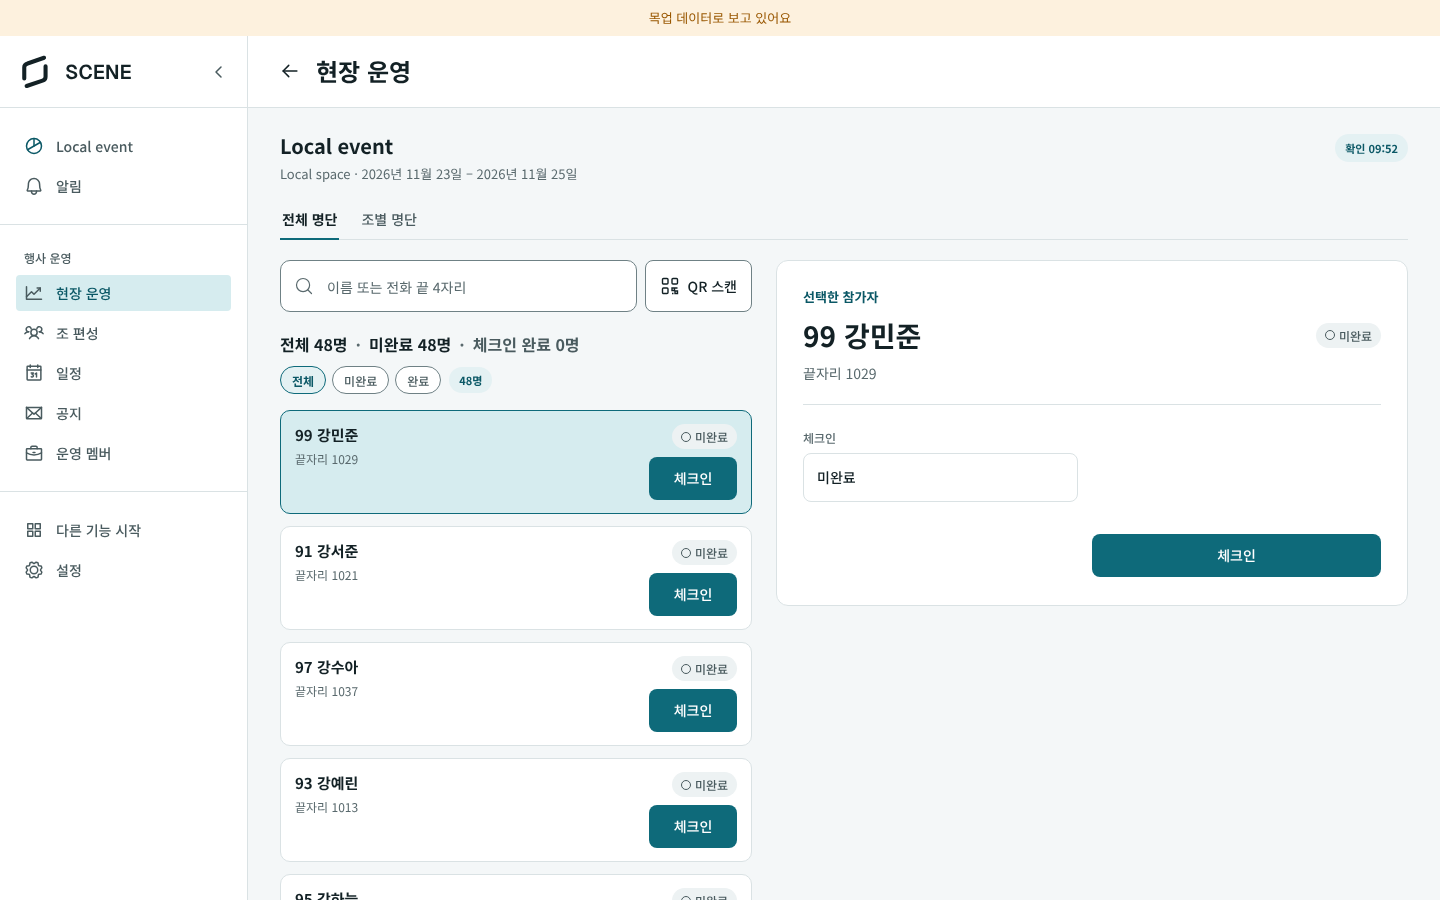 목업 데이터로 보고 있어요
SCENE
현장 운영
Local event
알림
행사 운영
현장 운영
조 편성
31
일정
공지
운영 멤버
다른 기능 시작
설정
Local event
확인 09:52
Local space · 2026년 11월 23일 – 2026년 11월 25일
전체 명단
조별 명단
이름 또는 전화 끝 4자리
QR 스캔
전체 48명 · 미완료 48명 · 체크인 완료 0명
전체
미완료
완료
48명
99 강민준
미완료
끝자리 1029
체크인
91 강서준
미완료
끝자리 1021
체크인
97 강수아
미완료
끝자리 1037
체크인
93 강예린
미완료
끝자리 1013
체크인
95 강하늘
미완료
선택한 참가자
99 강민준
미완료
끝자리 1029
체크인
미완료
체크인